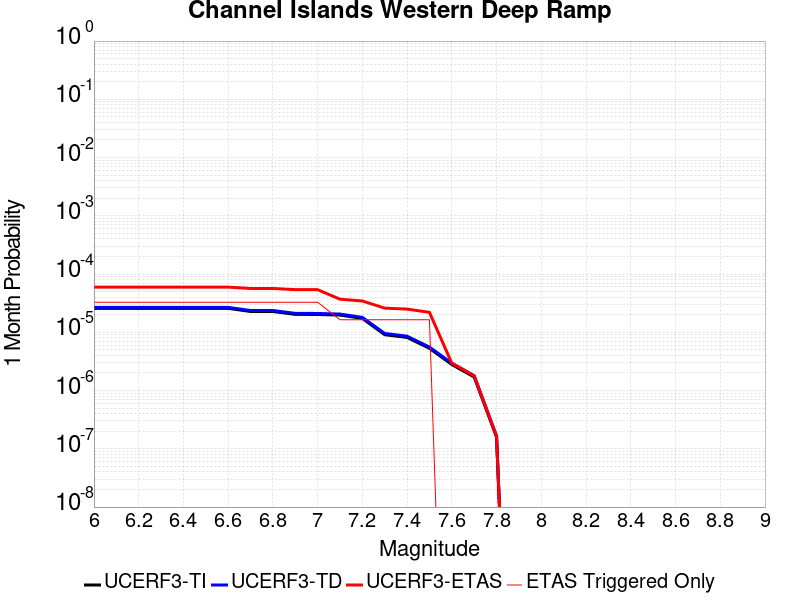 Channel Islands Western Deep Ramp
10^0
10^-1
10^-2
10^-3
10^-4
10^-5
10^-6
10^-7
10^-8
1 Month Probability
6 6.2 6.4 6.6 6.8 7 7.2 7.4 7.6 7.8 8 8.2 8.4 8.6 8.8 9
Magnitude
UCERF3-TI UCERF3-TD UCERF3-ETAS ETAS Triggered Only